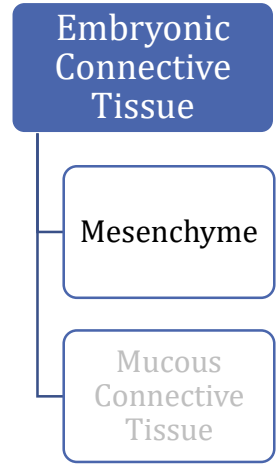 Embryonic
Connective
Tissue
Mesenchyme
Mucous
Connective
Tissue